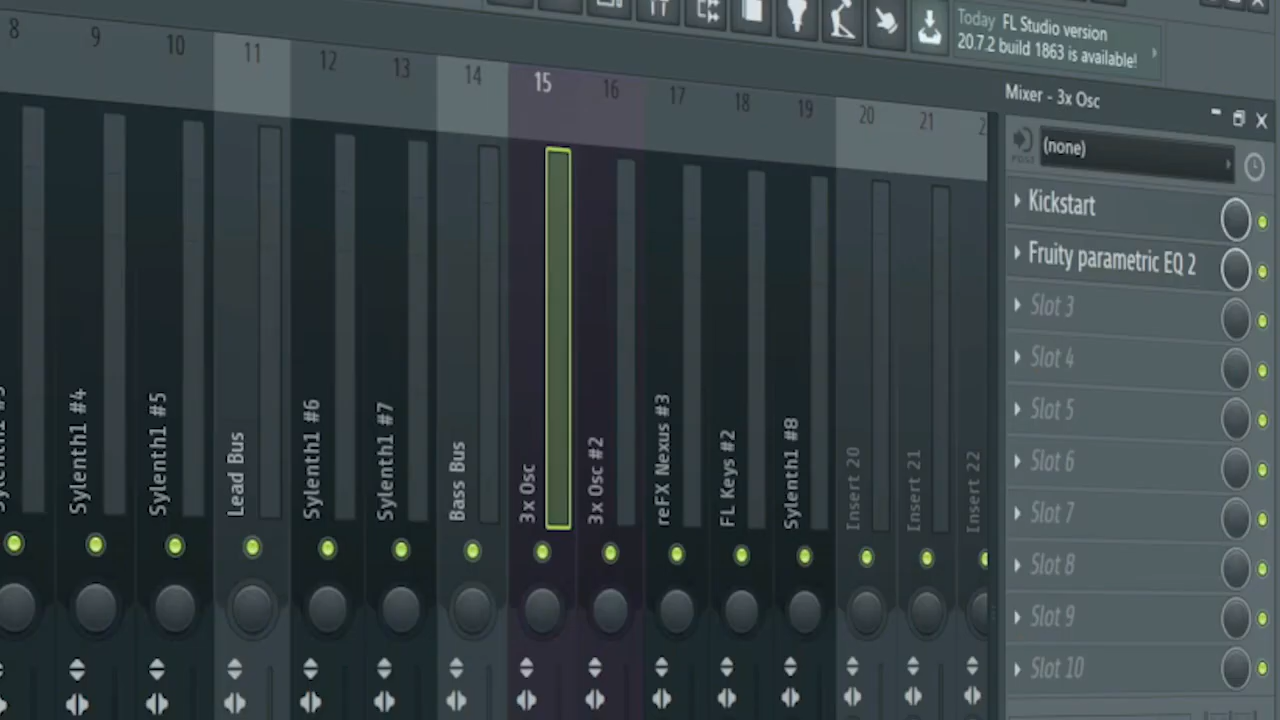 Today FL Studio version
20.7.2 build 1863 is available!
Mixer - 3x Osc
8 9 10 11 12 13 14 15 16 17 18 19 20 21
POST
(none)
Kickstart
Fruity parametric EQ 2
Slot 3
Slot 4
Slot 5
Slot 6
Slot 7
Slot 8
Slot 9
Slot 10
Sylenth1 #4
Sylenth1 #5
Lead Bus
Sylenth1 #6
Sylenth1 #7
Bass Bus
3x Osc
3x Osc #2
reFX Nexus #3
FL Keys #2
Sylenth1 #8
Insert 20
Insert 21
Insert 22